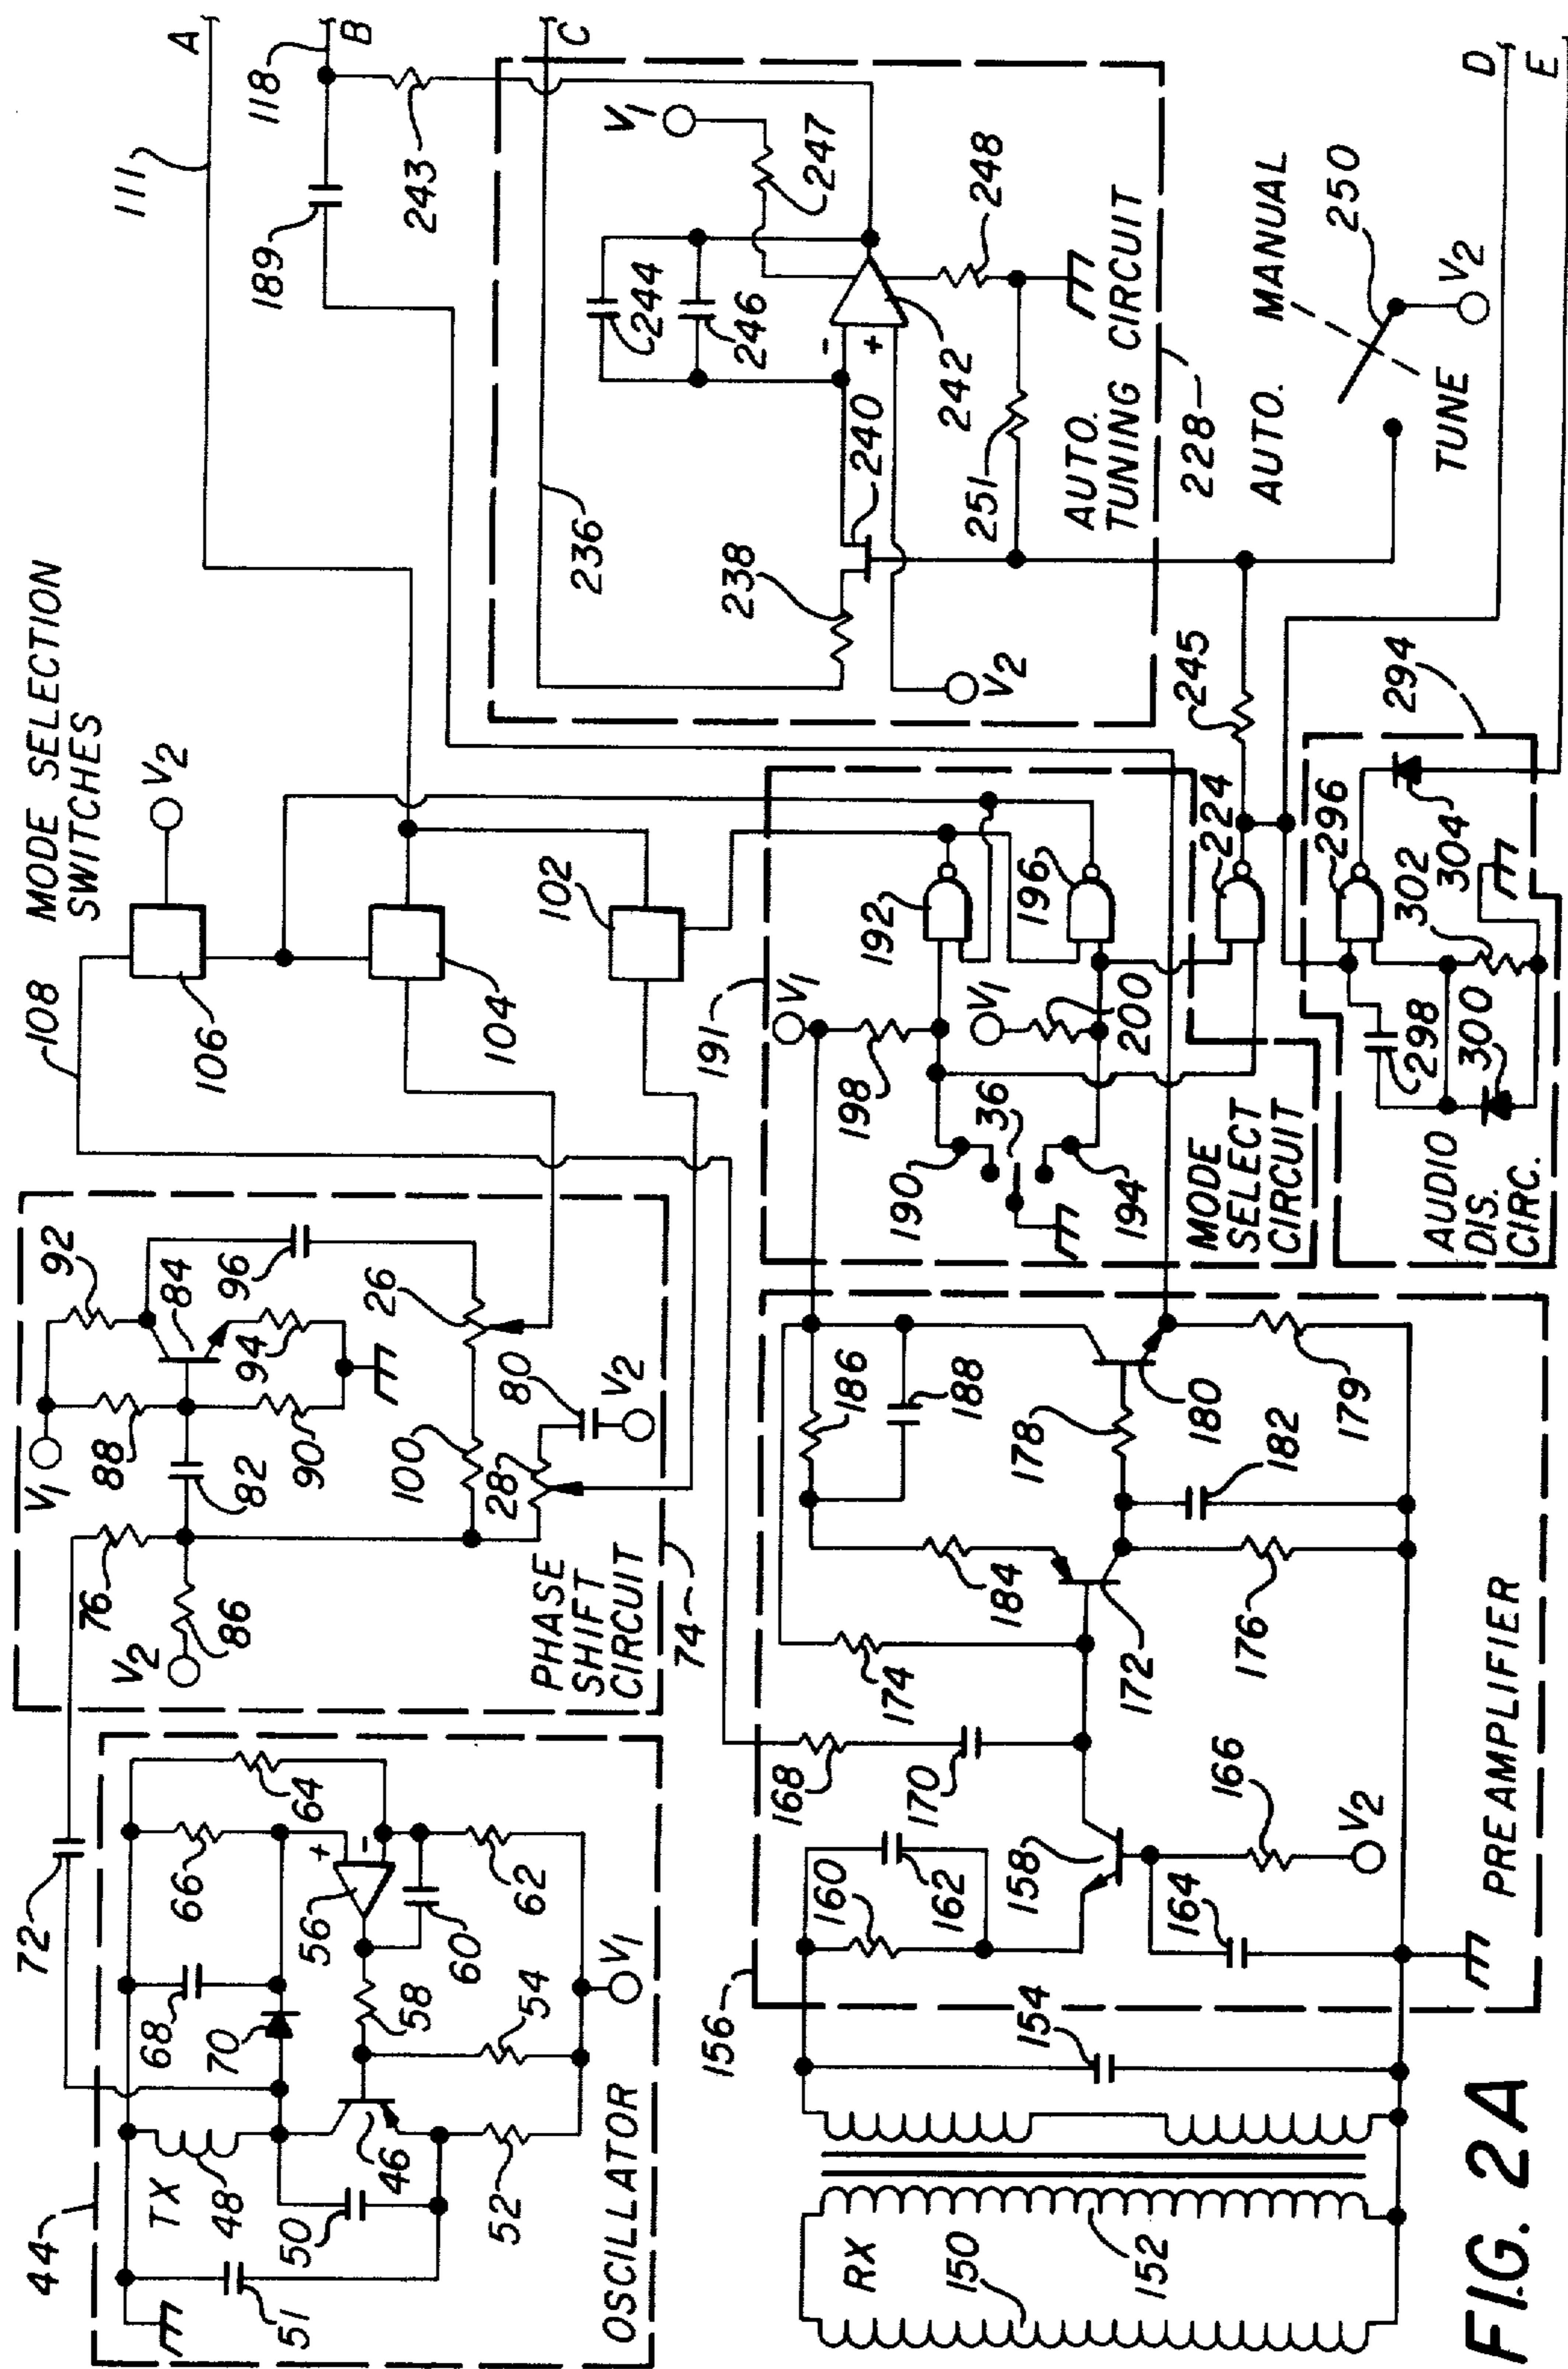 44
TX
48
50
51
52
46
70
68
66
64
56
+
-
58
60
62
54
V1
OSCILLATOR
72
76
V1
88
92
84
V2
86
82
90
94
96
100
26
28
80
V2
PHASE
SHIFT
CIRCUIT
74
108
MODE SELECTION
SWITCHES
106
V2
104
102
111
A
118
B
189
243
C
236
V1
247
244
246
-
+
242
248
240
238
251
V2
AUTO.
TUNING CIRCUIT
228
AUTO.
MANUAL
250
TUNE
V2
D
E
245
191
V1
198
192
V1
200
196
190
36
194
224
MODE
SELECT
CIRCUIT
294
296
298
300
302
304
AUDIO
DIS.
CIRC.
156
RX
150
152
154
160
162
158
164
166
V2
168
170
174
172
184
186
188
176
178
180
182
179
PREAMPLIFIER
FIG. 2A